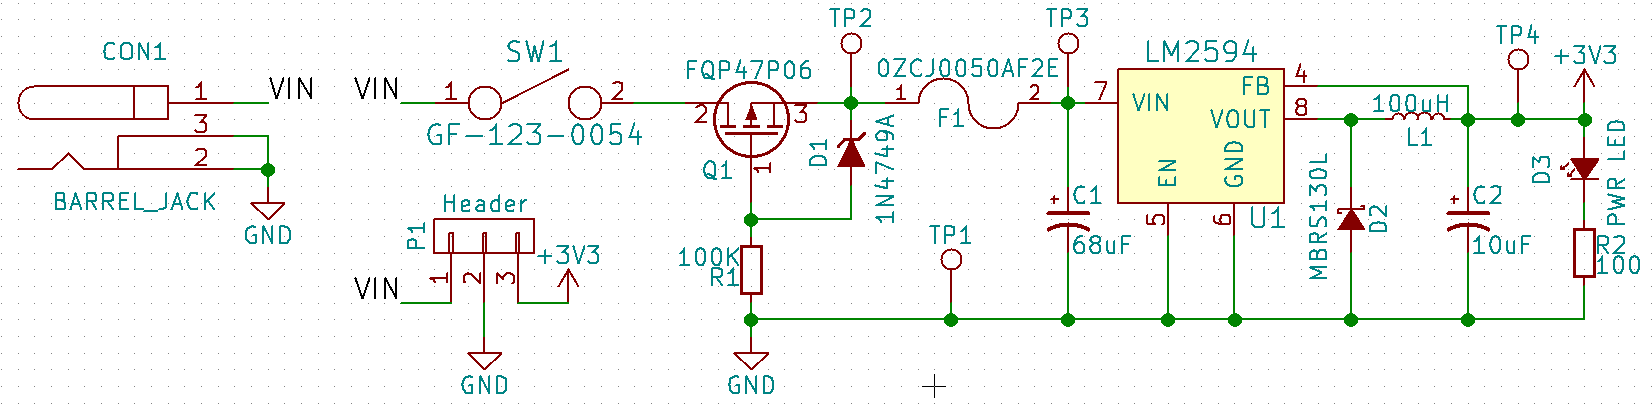 CON1
1
VIN
3
2
BARREL_JACK
GND
VIN
SW1
1
2
GF-123-0054
Header
P1
1
2
3
VIN
+3V3
GND
FQP47P06
2
3
Q1
1
100K
R1
GND
TP2
D1
1N4749A
0ZCJ0050AF2E
1
2
F1
TP1
TP3
C1
+
68uF
LM2594
7
VIN
FB
4
VOUT
8
EN
GND
5
6
U1
MBRS130L
D2
100uH
L1
TP4
+3V3
C2
+
10uF
D3
PWR LED
R2
100